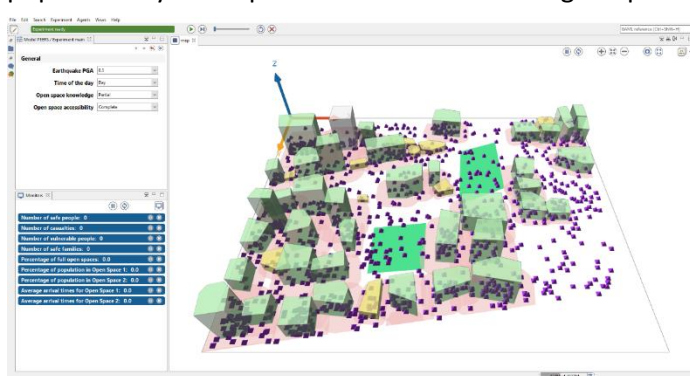 File Edit Search Experiment Agents Views Help
Experiment ready
map
General
Earthquake PGA
Time of the day Day
Open space knowledge Partial
Open space accessibility Complete
Z
Monitors
Number of safe people: 0
Number of casualties: 0
Number of vulnerable people: 0
Number of safe families: 0
Percentage of full open spaces: 0.0
Percentage of population in Open Space 1: 0.0
Percentage of population in Open Space 2: 0.0
Average arrival times for Open Space 1: 0.0
Average arrival times for Open Space 2: 0.0